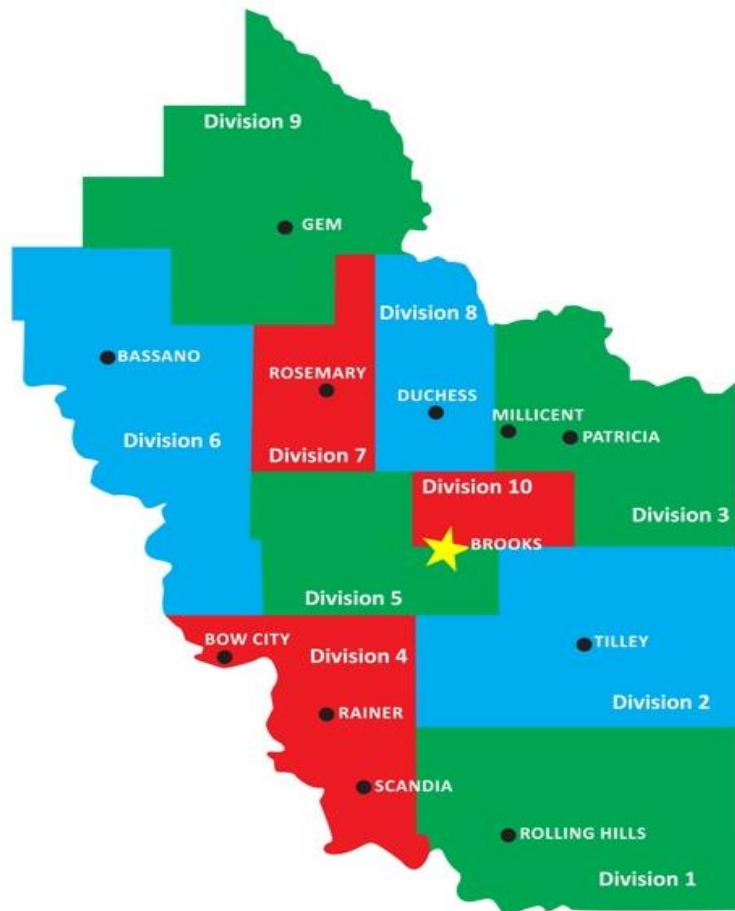 Division 9
GEM
Division 8
BASSANO
ROSEMARY
DUCHESS
MILLICENT
PATRICIA
Division 6
Division 7
Division 10
Division 3
BROOKS
Division 5
BOW CITY
Division 4
TILLEY
Division 2
RAINER
SCANDIA
ROLLING HILLS
Division 1